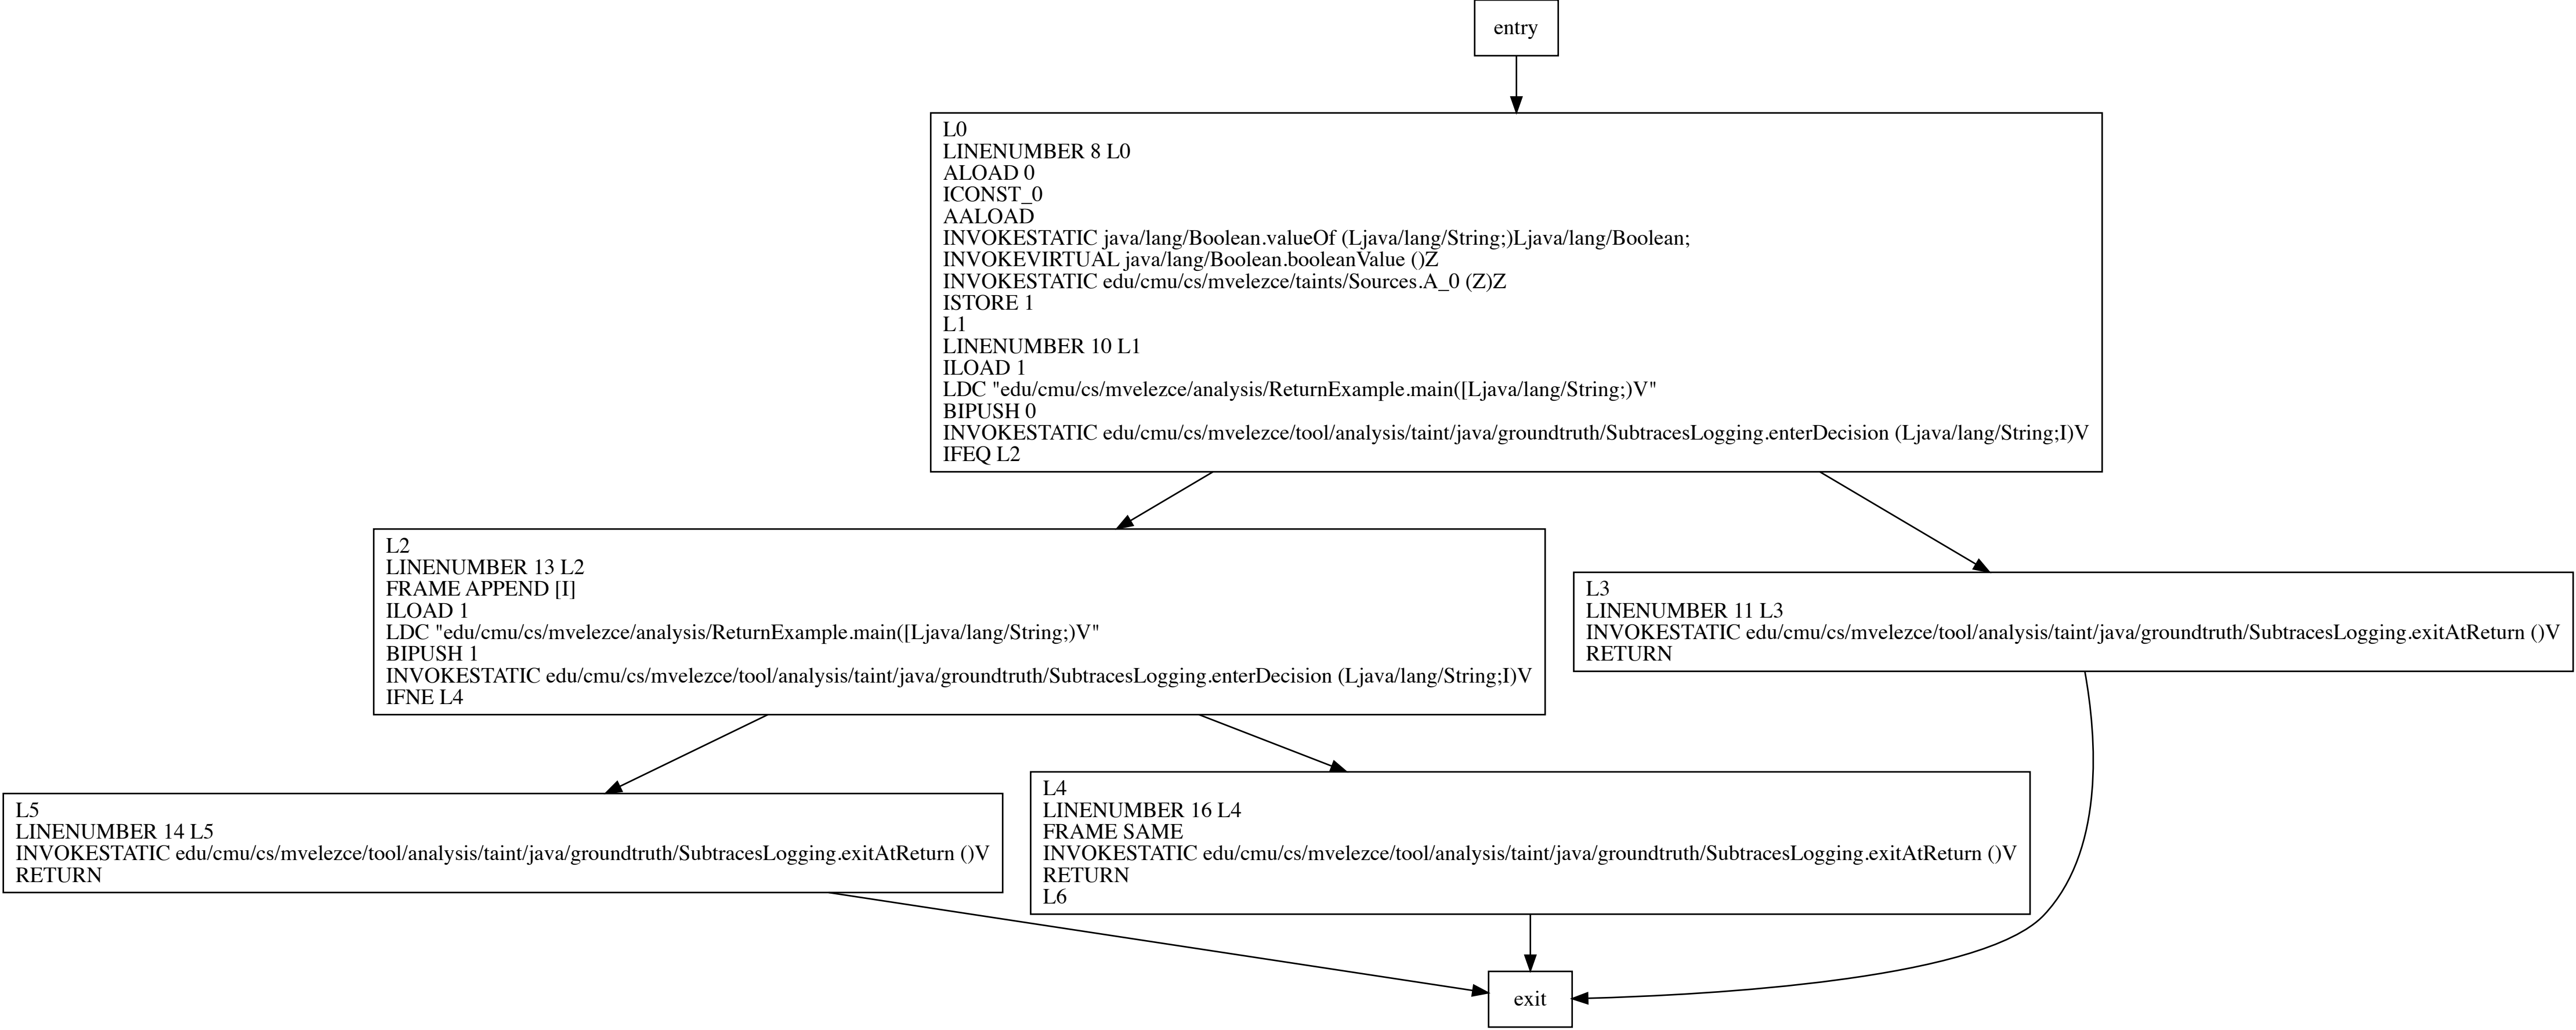 entry
L0
LINENUMBER 8 L0
ALOAD 0
ICONST_0
AALOAD
INVOKESTATIC java/lang/Boolean.valueOf (Ljava/lang/String;)Ljava/lang/Boolean;
INVOKEVIRTUAL java/lang/Boolean.booleanValue ()Z
INVOKESTATIC edu/cmu/cs/mvelezce/taints/Sources.A_0 (Z)Z
ISTORE 1
L1
LINENUMBER 10 L1
ILOAD 1
LDC "edu/cmu/cs/mvelezce/analysis/ReturnExample.main([Ljava/lang/String;)V"
BIPUSH 0
INVOKESTATIC edu/cmu/cs/mvelezce/tool/analysis/taint/java/groundtruth/SubtracesLogging.enterDecision (Ljava/lang/String;I)V
IFEQ L2
L2
LINENUMBER 13 L2
FRAME APPEND [I]
ILOAD 1
LDC "edu/cmu/cs/mvelezce/analysis/ReturnExample.main([Ljava/lang/String;)V"
BIPUSH 1
INVOKESTATIC edu/cmu/cs/mvelezce/tool/analysis/taint/java/groundtruth/SubtracesLogging.enterDecision (Ljava/lang/String;I)V
IFNE L4
L3
LINENUMBER 11 L3
INVOKESTATIC edu/cmu/cs/mvelezce/tool/analysis/taint/java/groundtruth/SubtracesLogging.exitAtReturn ()V
RETURN
L5
LINENUMBER 14 L5
INVOKESTATIC edu/cmu/cs/mvelezce/tool/analysis/taint/java/groundtruth/SubtracesLogging.exitAtReturn ()V
RETURN
L4
LINENUMBER 16 L4
FRAME SAME
INVOKESTATIC edu/cmu/cs/mvelezce/tool/analysis/taint/java/groundtruth/SubtracesLogging.exitAtReturn ()V
RETURN
L6
exit